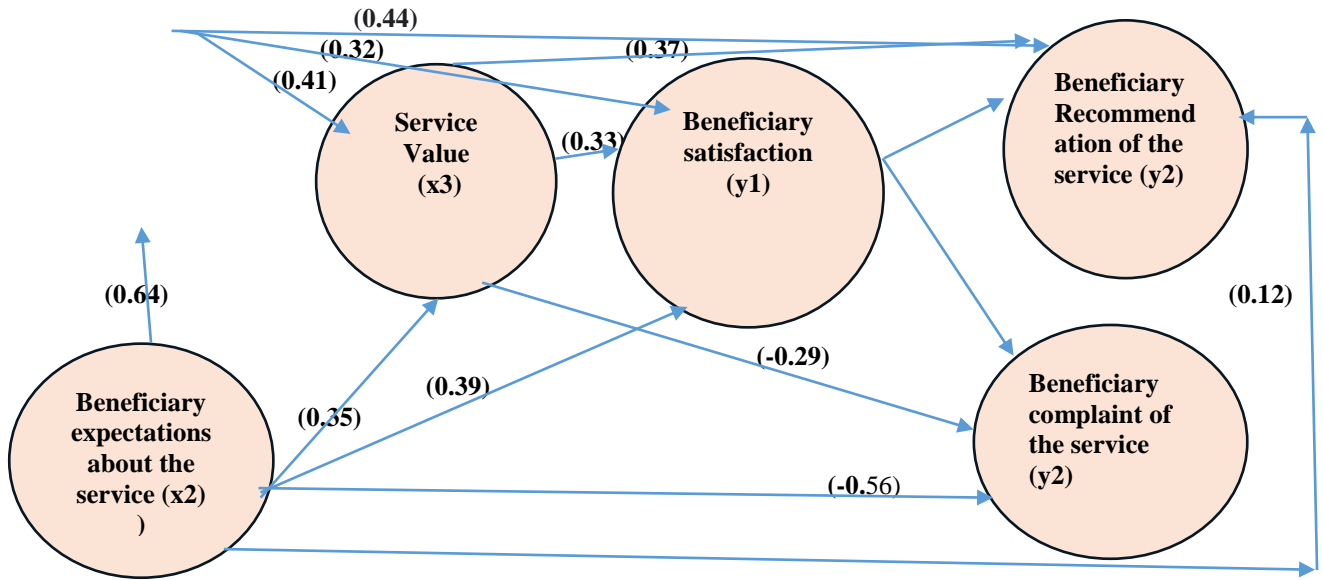 (0.44)
(0.32)
(0.37)
(0.41)
Service
Value
(x3)
(0.33)
Beneficiary
satisfaction
(y1)
Beneficiary
Recommend
ation of the
service (y2)
(0.64)
(0.12)
(-0.29)
(0.39)
(0.35)
Beneficiary
expectations
about the
service (x2)
)
Beneficiary
complaint of
the service
(y2)
(-0.56)